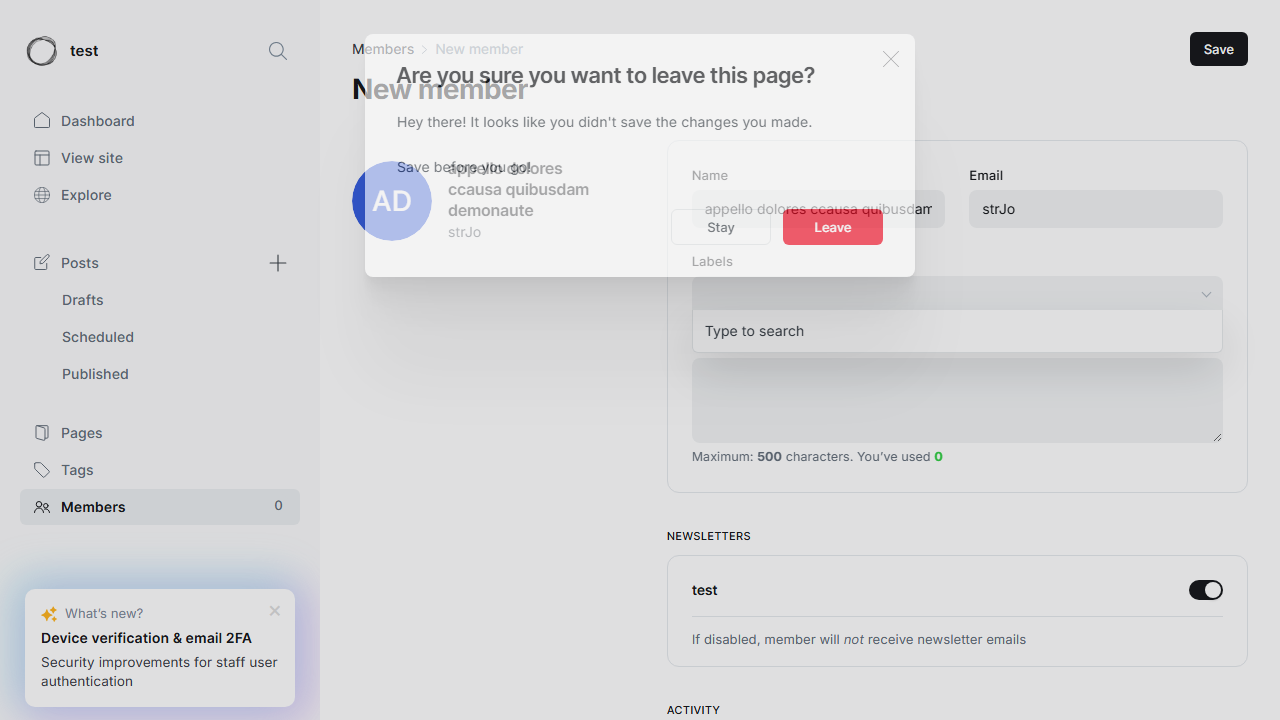 test
Dashboard
View site
Explore
Posts
Drafts
Scheduled
Published
Pages
Tags
Members 0
What's new?
Device verification & email 2FA
Security improvements for staff user
authentication
Members New member
New member
Save
Are you sure you want to leave this page?
Hey there! It looks like you didn't save the changes you made.
Save before you go!
Stay
Leave
AD
appello dolores
ccausa quibusdam
demonaute
strJo
Name
appello dolores ccausa quibusdam
Email
strJo
Labels
Type to search
Maximum: 500 characters. You've used 0
NEWSLETTERS
test
If disabled, member will not receive newsletter emails
ACTIVITY